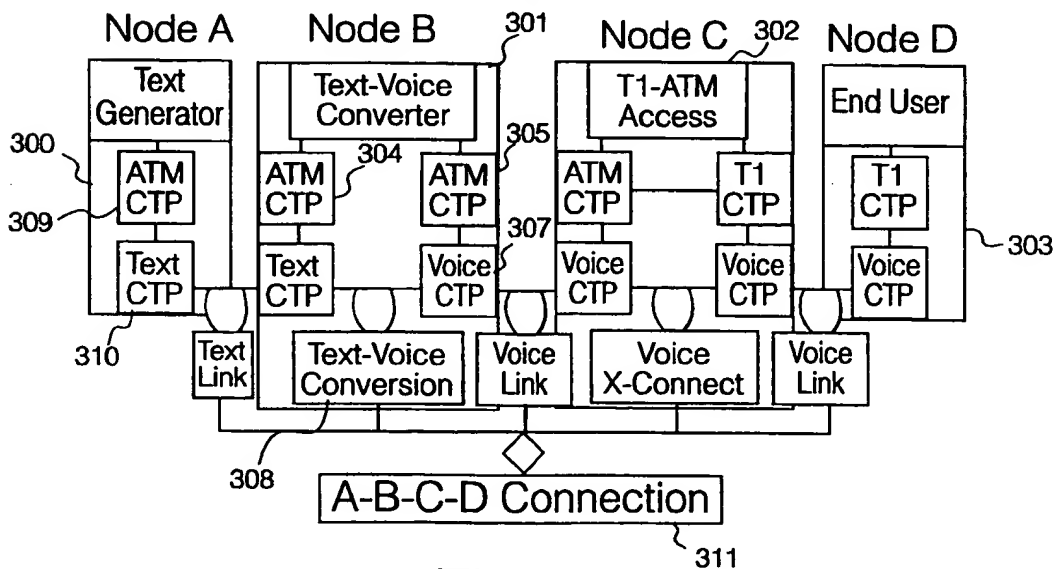 Node A
Node B
301
Node C
302
Node D
Text
Generator
Text-Voice
Converter
T1-ATM
Access
End User
300
309
ATM
CTP
ATM
CTP
304
ATM
CTP
305
ATM
CTP
T1
CTP
T1
CTP
Text
CTP
310
Text
CTP
Voice
CTP
307
Voice
CTP
Voice
CTP
Voice
CTP
303
Text
Link
Text-Voice
Conversion
308
Voice
Link
Voice
X-Connect
Voice
Link
A-B-C-D Connection
311